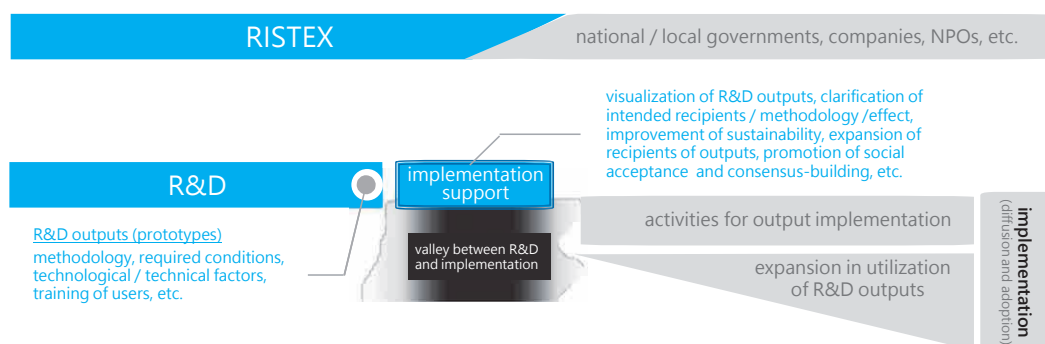 RISTEX
national / local governments, companies, NPOs, etc.
visualization of R&D outputs, clarification of
intended recipients / methodology /effect,
improvement of sustainability, expansion of
recipients of outputs, promotion of social
acceptance and consensus-building, etc.
R&D
implementation
support
R&D outputs (prototypes)
methodology, required conditions,
technological / technical factors,
training of users, etc.
valley between R&D
and implementation
activities for output implementation
expansion in utilization
of R&D outputs
implementation
(diffusion and adoption)